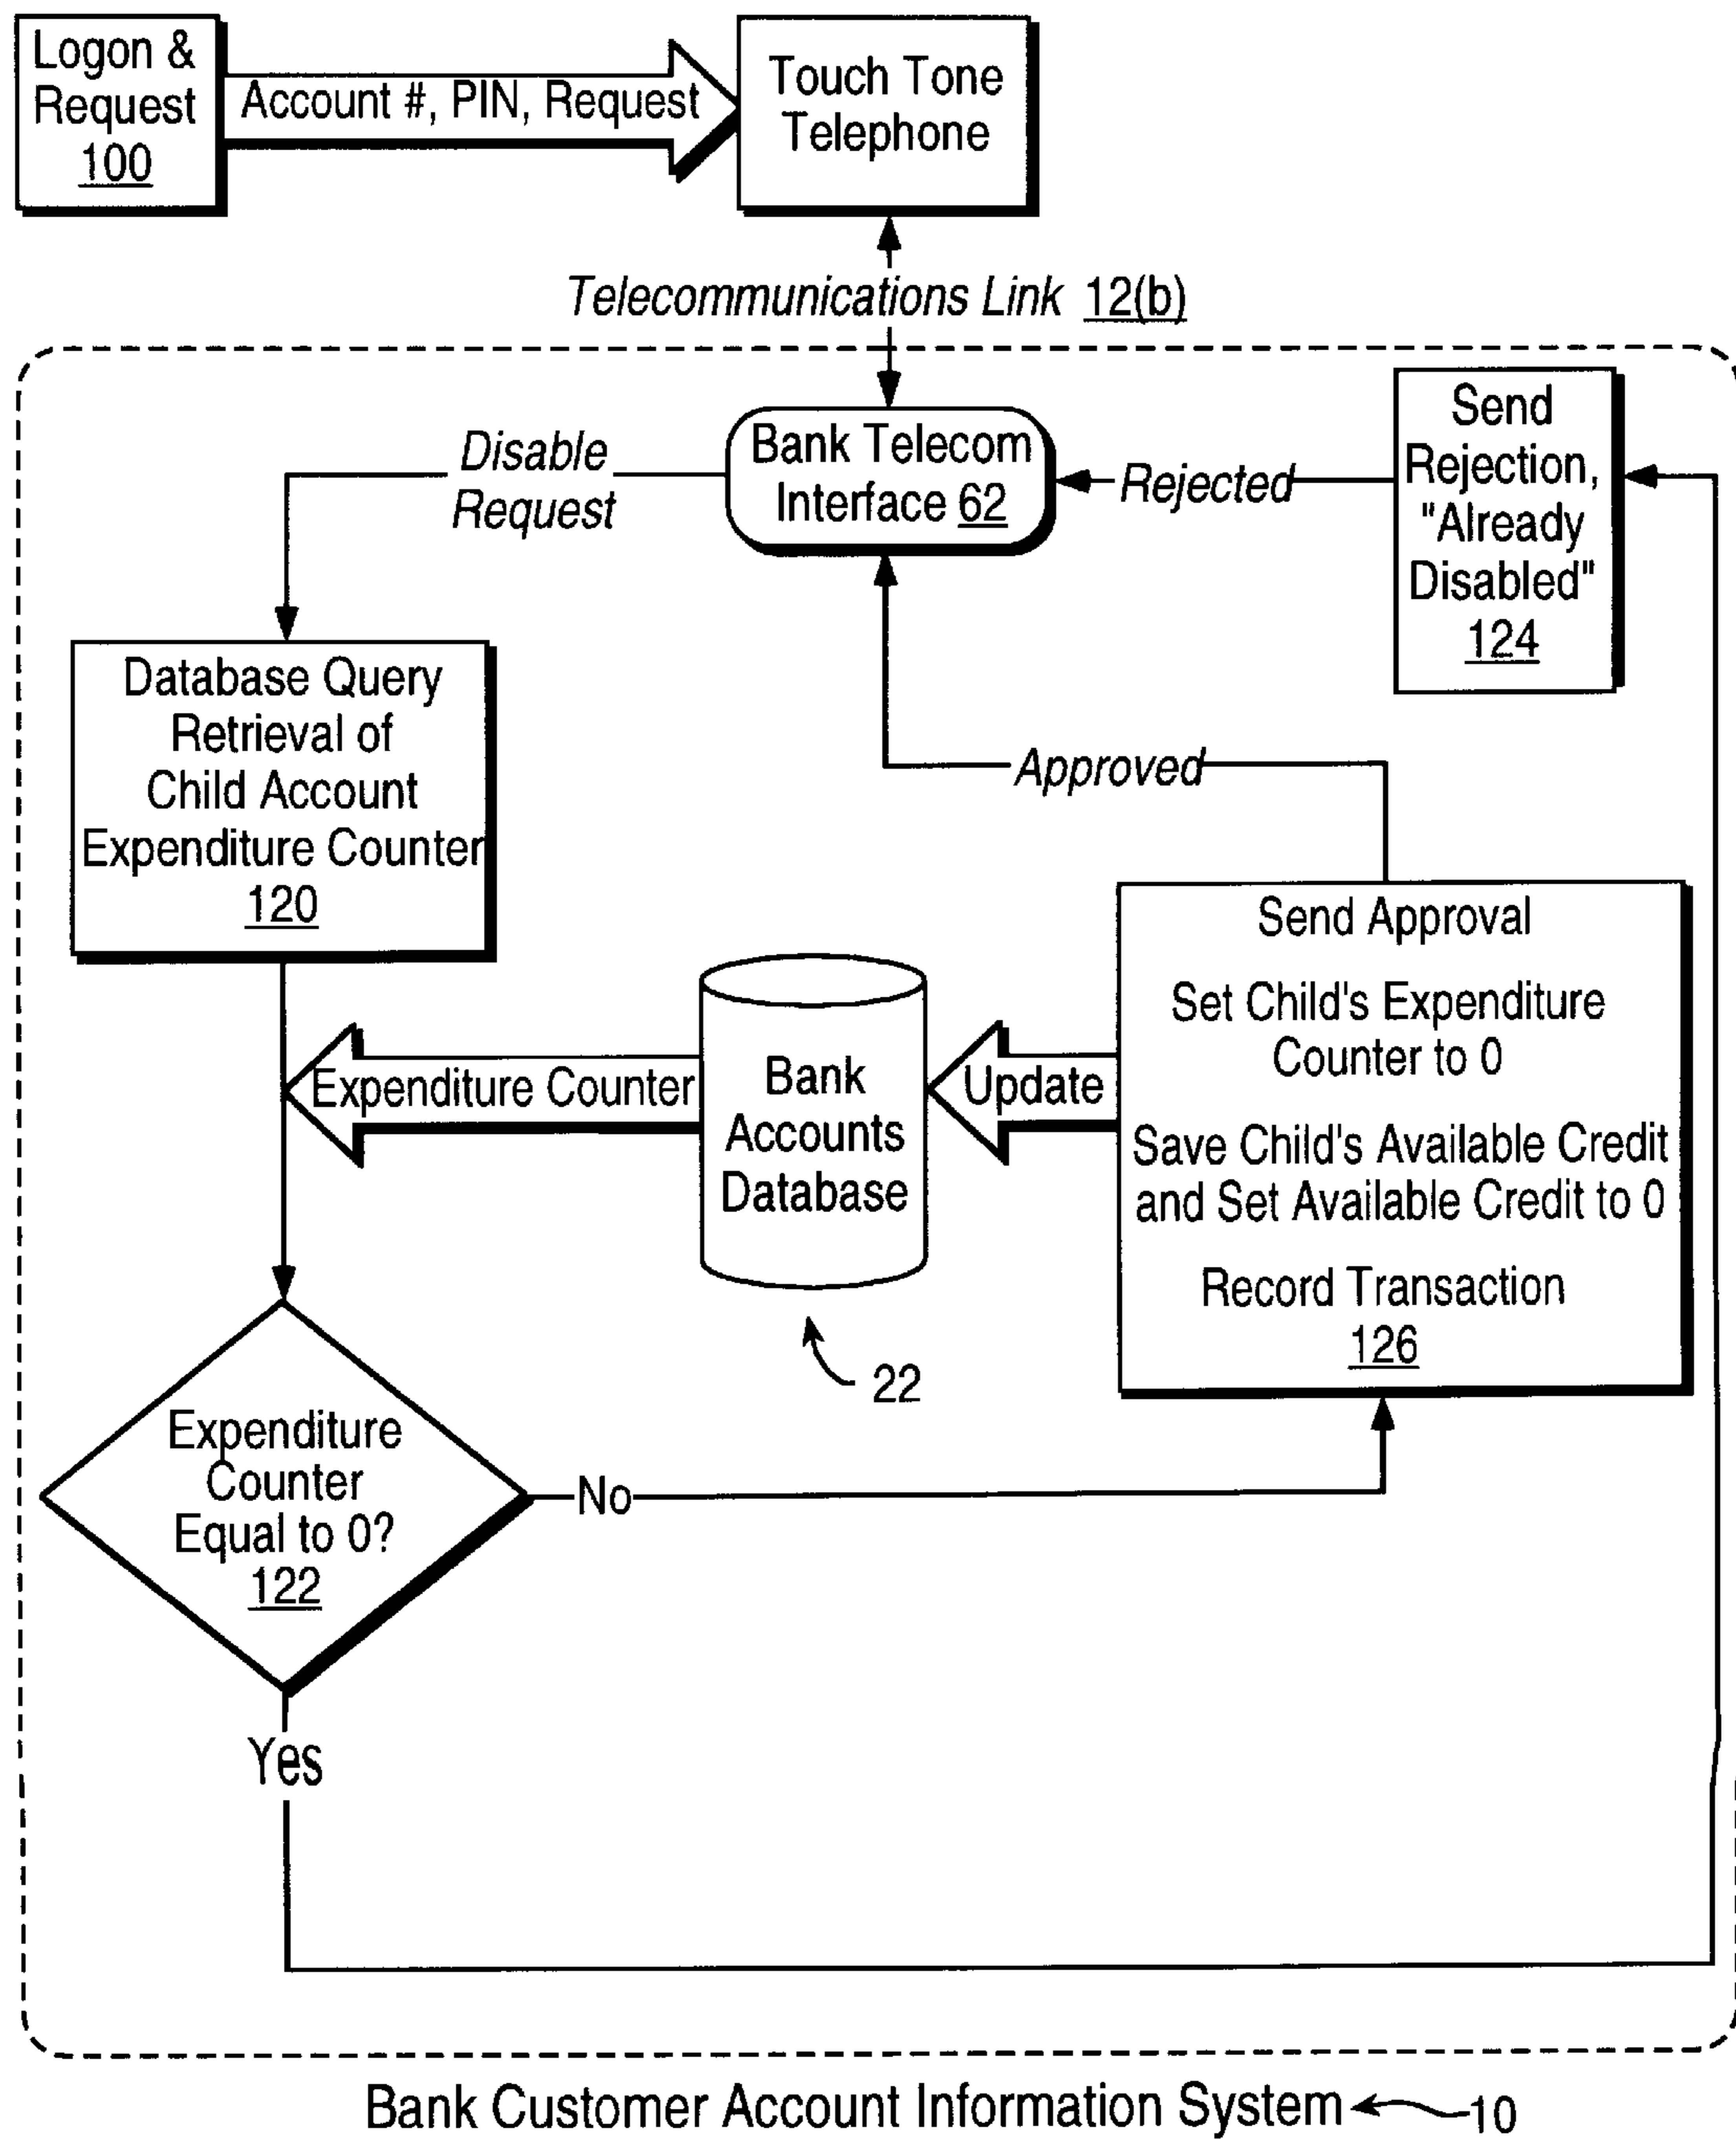 Logon &
Request
100
Account #, PIN, Request
Touch Tone
Telephone
Telecommunications Link 12(b)
Disable
Request
Bank Telecom
Interface 62
Rejected
Send
Rejection,
"Already
Disabled"
124
Database Query
Retrieval of
Child Account
Expenditure Counter
120
Approved
Send Approval
Set Child's Expenditure
Counter to 0
Save Child's Available Credit
and Set Available Credit to 0
Record Transaction
126
Expenditure Counter
Bank
Accounts
Database
Update
22
Expenditure
Counter
Equal to 0?
122
No
Yes
Bank Customer Account Information System
10